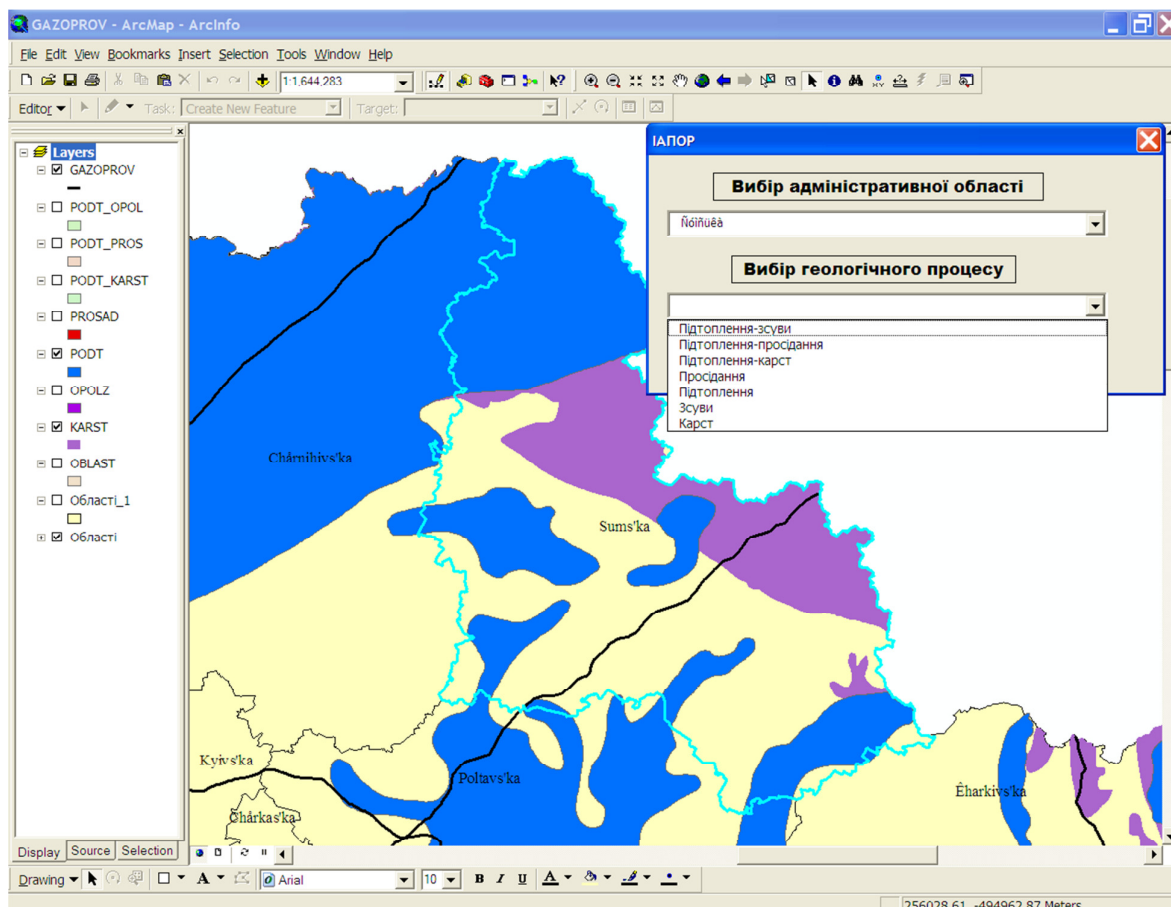 GAZOPROV - ArcMap - ArcInfo
File Edit View Bookmarks Insert Selection Tools Window Help
1:1,644,283
Editor Task: Create New Feature Target:
Layers
GAZOPROV
PODT_OPOL
PODT_PROS
PODT_KARST
PROSAD
PODT
OPOLZ
KARST
OBLAST
Області_1
Області
Display Source Selection
ІАПОР
Вибір адміністративної області
Ñóìñüêà
Вибір геологічного процесу
Підтоплення-зсуви
Підтоплення-просідання
Підтоплення-карст
Просідання
Підтоплення
Зсуви
Карст
Chårnihivs'ka
Sums'ka
Kyivs'ka
Poltavs'ka
Chårkas'ka
Êharkivs'ka
Drawing A Arial 10 B I U A
256028,61 -494962,87 Meters